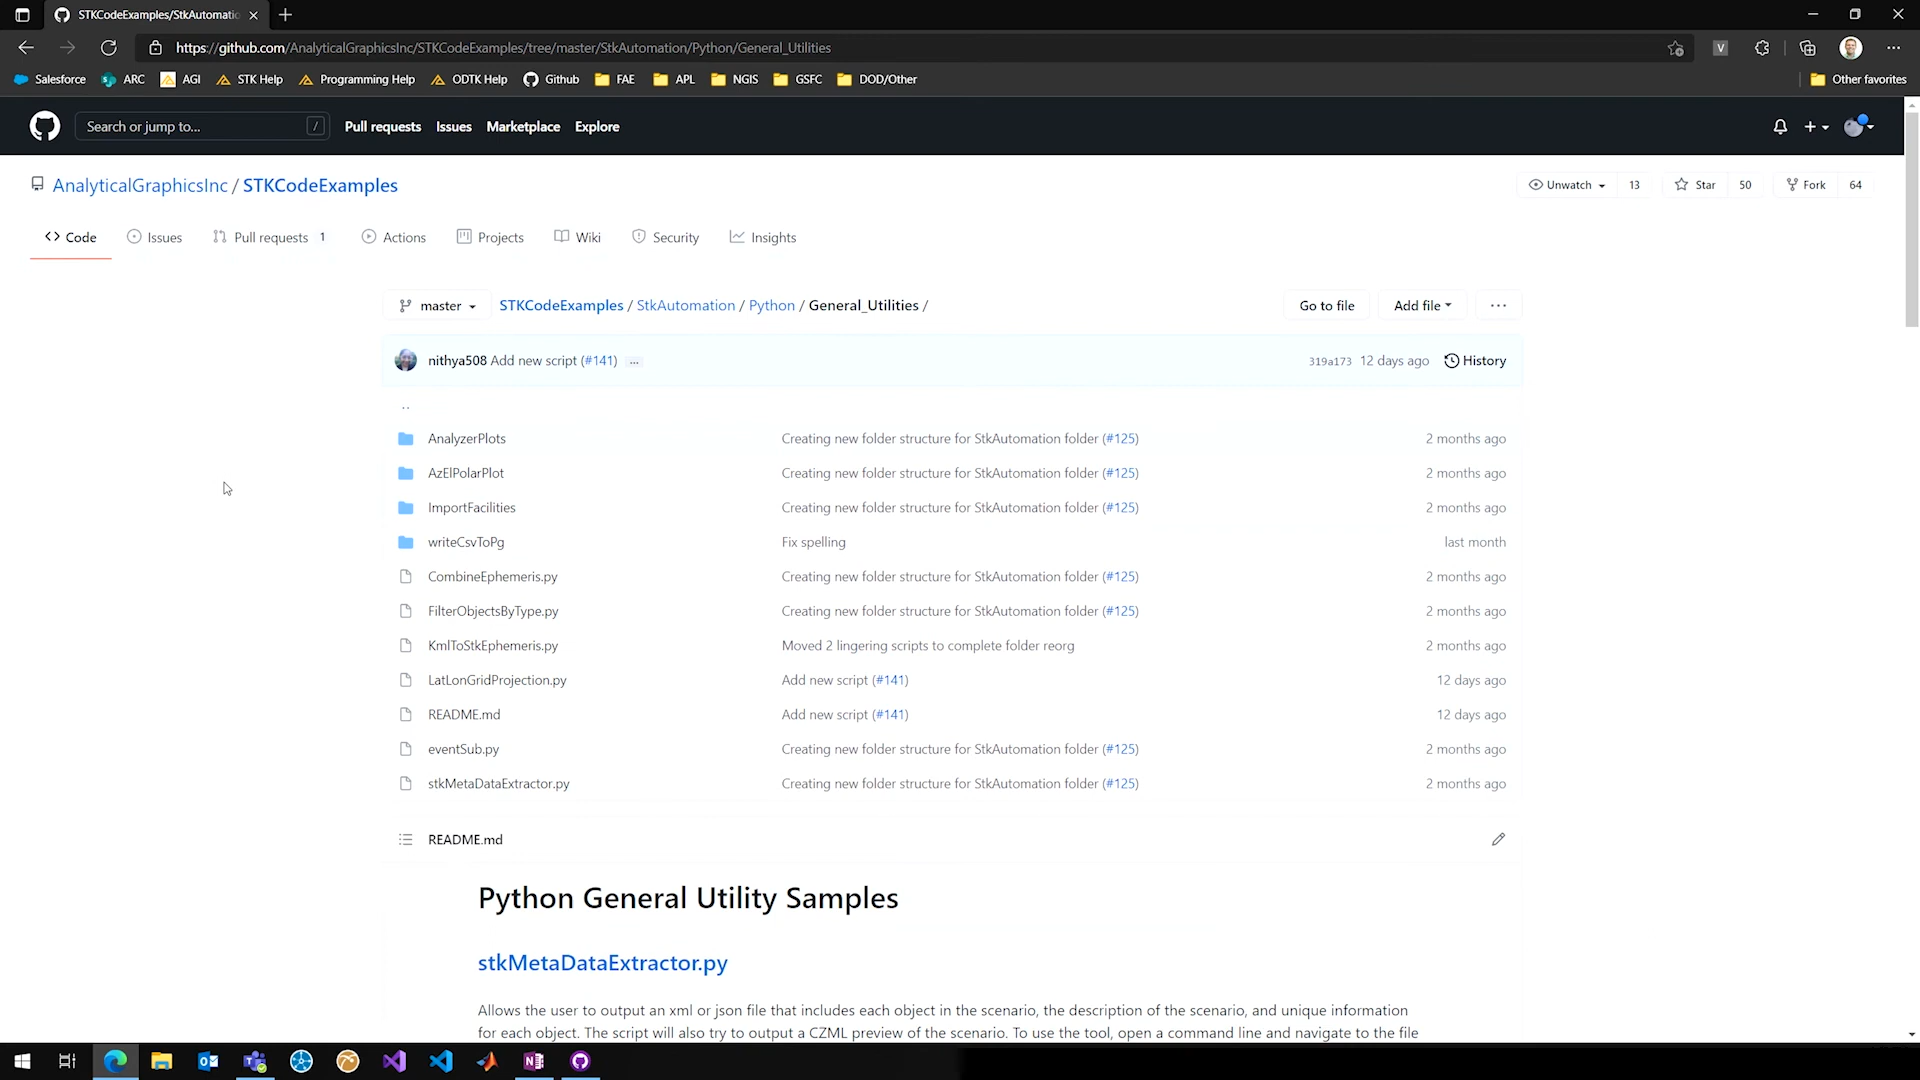 STKCodeExamples/StkAutomatio
https://github.com/AnalyticalGraphicsInc/STKCodeExamples/tree/master/StkAutomation/Python/General_Utilities
V
Salesforce ARC AGI STK Help Programming Help ODTK Help Github FAE APL NGIS GSFC DOD/Other Other favorites
Search or jump to... / Pull requests Issues Marketplace Explore
AnalyticalGraphicsInc / STKCodeExamples Unwatch 13 Star 50 Fork 64
Code Issues Pull requests 1 Actions Projects Wiki Security Insights
master STKCodeExamples / StkAutomation / Python / General_Utilities / Go to file Add file ...
nithya508 Add new script (#141) ... 319a173 12 days ago History
..
AnalyzerPlots Creating new folder structure for StkAutomation folder (#125) 2 months ago
AzElPolarPlot Creating new folder structure for StkAutomation folder (#125) 2 months ago
ImportFacilities Creating new folder structure for StkAutomation folder (#125) 2 months ago
writeCsvToPg Fix spelling last month
CombineEphemeris.py Creating new folder structure for StkAutomation folder (#125) 2 months ago
FilterObjectsByType.py Creating new folder structure for StkAutomation folder (#125) 2 months ago
KmlToStkEphemeris.py Moved 2 lingering scripts to complete folder reorg 2 months ago
LatLonGridProjection.py Add new script (#141) 12 days ago
README.md Add new script (#141) 12 days ago
eventSub.py Creating new folder structure for StkAutomation folder (#125) 2 months ago
stkMetaDataExtractor.py Creating new folder structure for StkAutomation folder (#125) 2 months ago
README.md
Python General Utility Samples
stkMetaDataExtractor.py
Allows the user to output an xml or json file that includes each object in the scenario, the description of the scenario, and unique information
for each object. The script will also try to output a CZML preview of the scenario. To use the tool, open a command line and navigate to the file